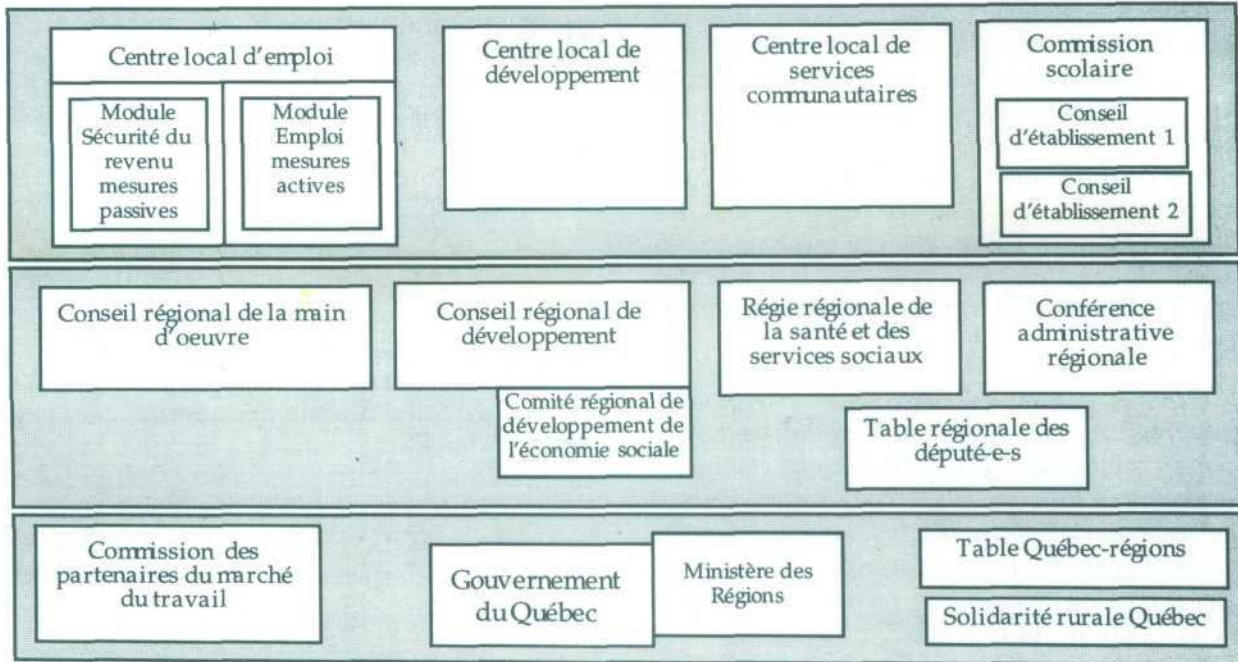 Centre local d'emploi
Module
Sécurité du
revenu
mesures
passives
Module
Emploi
mesures
actives
Centre local de
développement
Centre local de
services
communautaires
Commission
scolaire
Conseil
d'établissement 1
Conseil
d'établissement 2
Conseil régional de la main
d'oeuvre
Conseil régional de
développement
Comité régional de
développement de
l'économie sociale
Régie régionale de
la santé et des
services sociaux
Conférence
administrative
régionale
Table régionale des
député-e-s
Commission des
partenaires du marché
du travail
Gouvernement
du Québec
Ministère des
Régions
Table Québec-régions
Solidarité rurale Québec